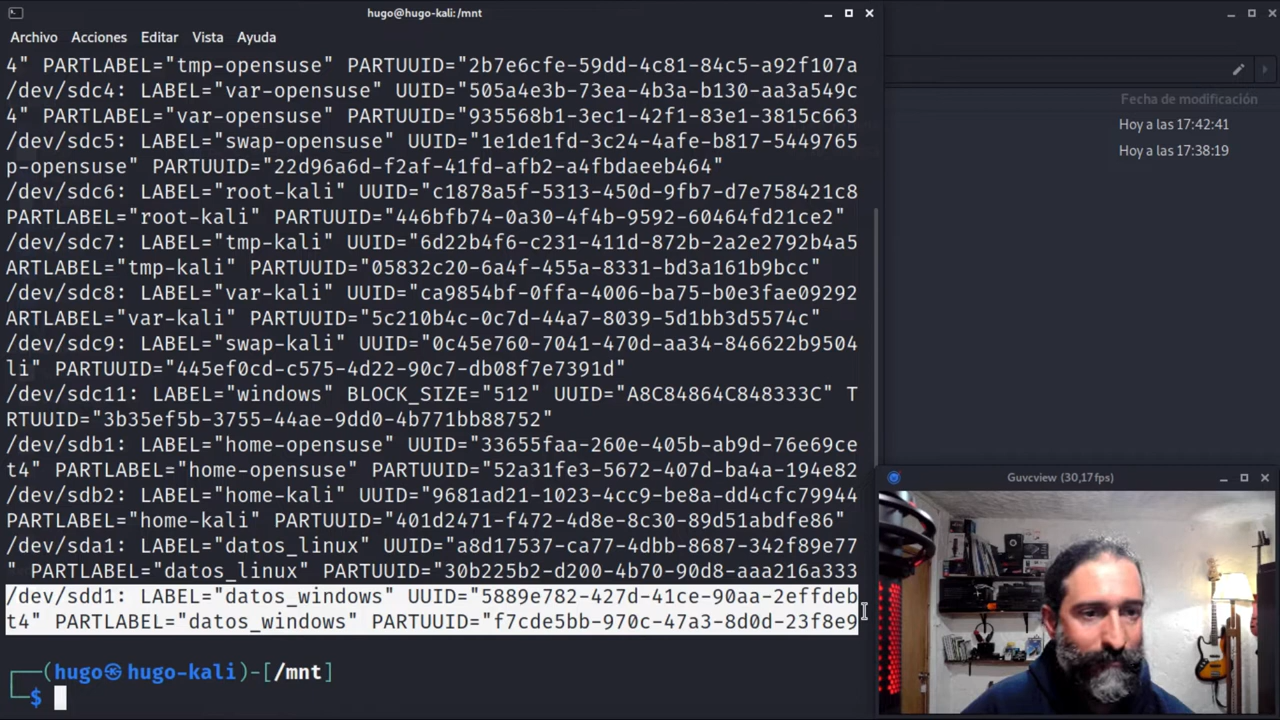 hugo@hugo-kali: /mnt
Archivo Acciones Editar Vista Ayuda
4" PARTLABEL="tmp-opensuse" PARTUUID="2b7e6cfe-59dd-4c81-84c5-a92f107a
/dev/sdc4: LABEL="var-opensuse" UUID="505a4e3b-73ea-4b3a-b130-aa3a549c
4" PARTLABEL="var-opensuse" PARTUUID="935568b1-3ec1-42f1-83e1-3815c663
/dev/sdc5: LABEL="swap-opensuse" UUID="1e1de1fd-3c24-4afe-b817-5449765
p-opensuse" PARTUUID="22d96a6d-f2af-41fd-afb2-a4fbdaeeb464"
/dev/sdc6: LABEL="root-kali" UUID="c1878a5f-5313-450d-9fb7-d7e758421c8
PARTLABEL="root-kali" PARTUUID="446bfb74-0a30-4f4b-9592-60464fd21ce2"
/dev/sdc7: LABEL="tmp-kali" UUID="6d22b4f6-c231-411d-872b-2a2e2792b4a5
ARTLABEL="tmp-kali" PARTUUID="05832c20-6a4f-455a-8331-bd3a161b9bcc"
/dev/sdc8: LABEL="var-kali" UUID="ca9854bf-0ffa-4006-ba75-b0e3fae09292
ARTLABEL="var-kali" PARTUUID="5c210b4c-0c7d-44a7-8039-5d1bb3d5574c"
/dev/sdc9: LABEL="swap-kali" UUID="0c45e760-7041-470d-aa34-846622b9504
li" PARTUUID="445ef0cd-c575-4d22-90c7-db08f7e7391d"
/dev/sdc11: LABEL="windows" BLOCK_SIZE="512" UUID="A8C84864C848333C" T
RTUUID="3b35ef5b-3755-44ae-9dd0-4b771bb88752"
/dev/sdb1: LABEL="home-opensuse" UUID="33655faa-260e-405b-ab9d-76e69ce
t4" PARTLABEL="home-opensuse" PARTUUID="52a31fe3-5672-407d-ba4a-194e82
/dev/sdb2: LABEL="home-kali" UUID="9681ad21-1023-4cc9-be8a-dd4cfc79944
PARTLABEL="home-kali" PARTUUID="401d2471-f472-4d8e-8c30-89d51abdfe86"
/dev/sda1: LABEL="datos_linux" UUID="a8d17537-ca77-4dbb-8687-342f89e77
" PARTLABEL="datos_linux" PARTUUID="30b225b2-d200-4b70-90d8-aaa216a333
/dev/sdd1: LABEL="datos_windows" UUID="5889e782-427d-41ce-90aa-2effdeb
t4" PARTLABEL="datos_windows" PARTUUID="f7cde5bb-970c-47a3-8d0d-23f8e9
(hugo㉿hugo-kali)-[/mnt]
$
Fecha de modificación
Hoy a las 17:42:41
Hoy a las 17:38:19
Guvcview (30,17fps)